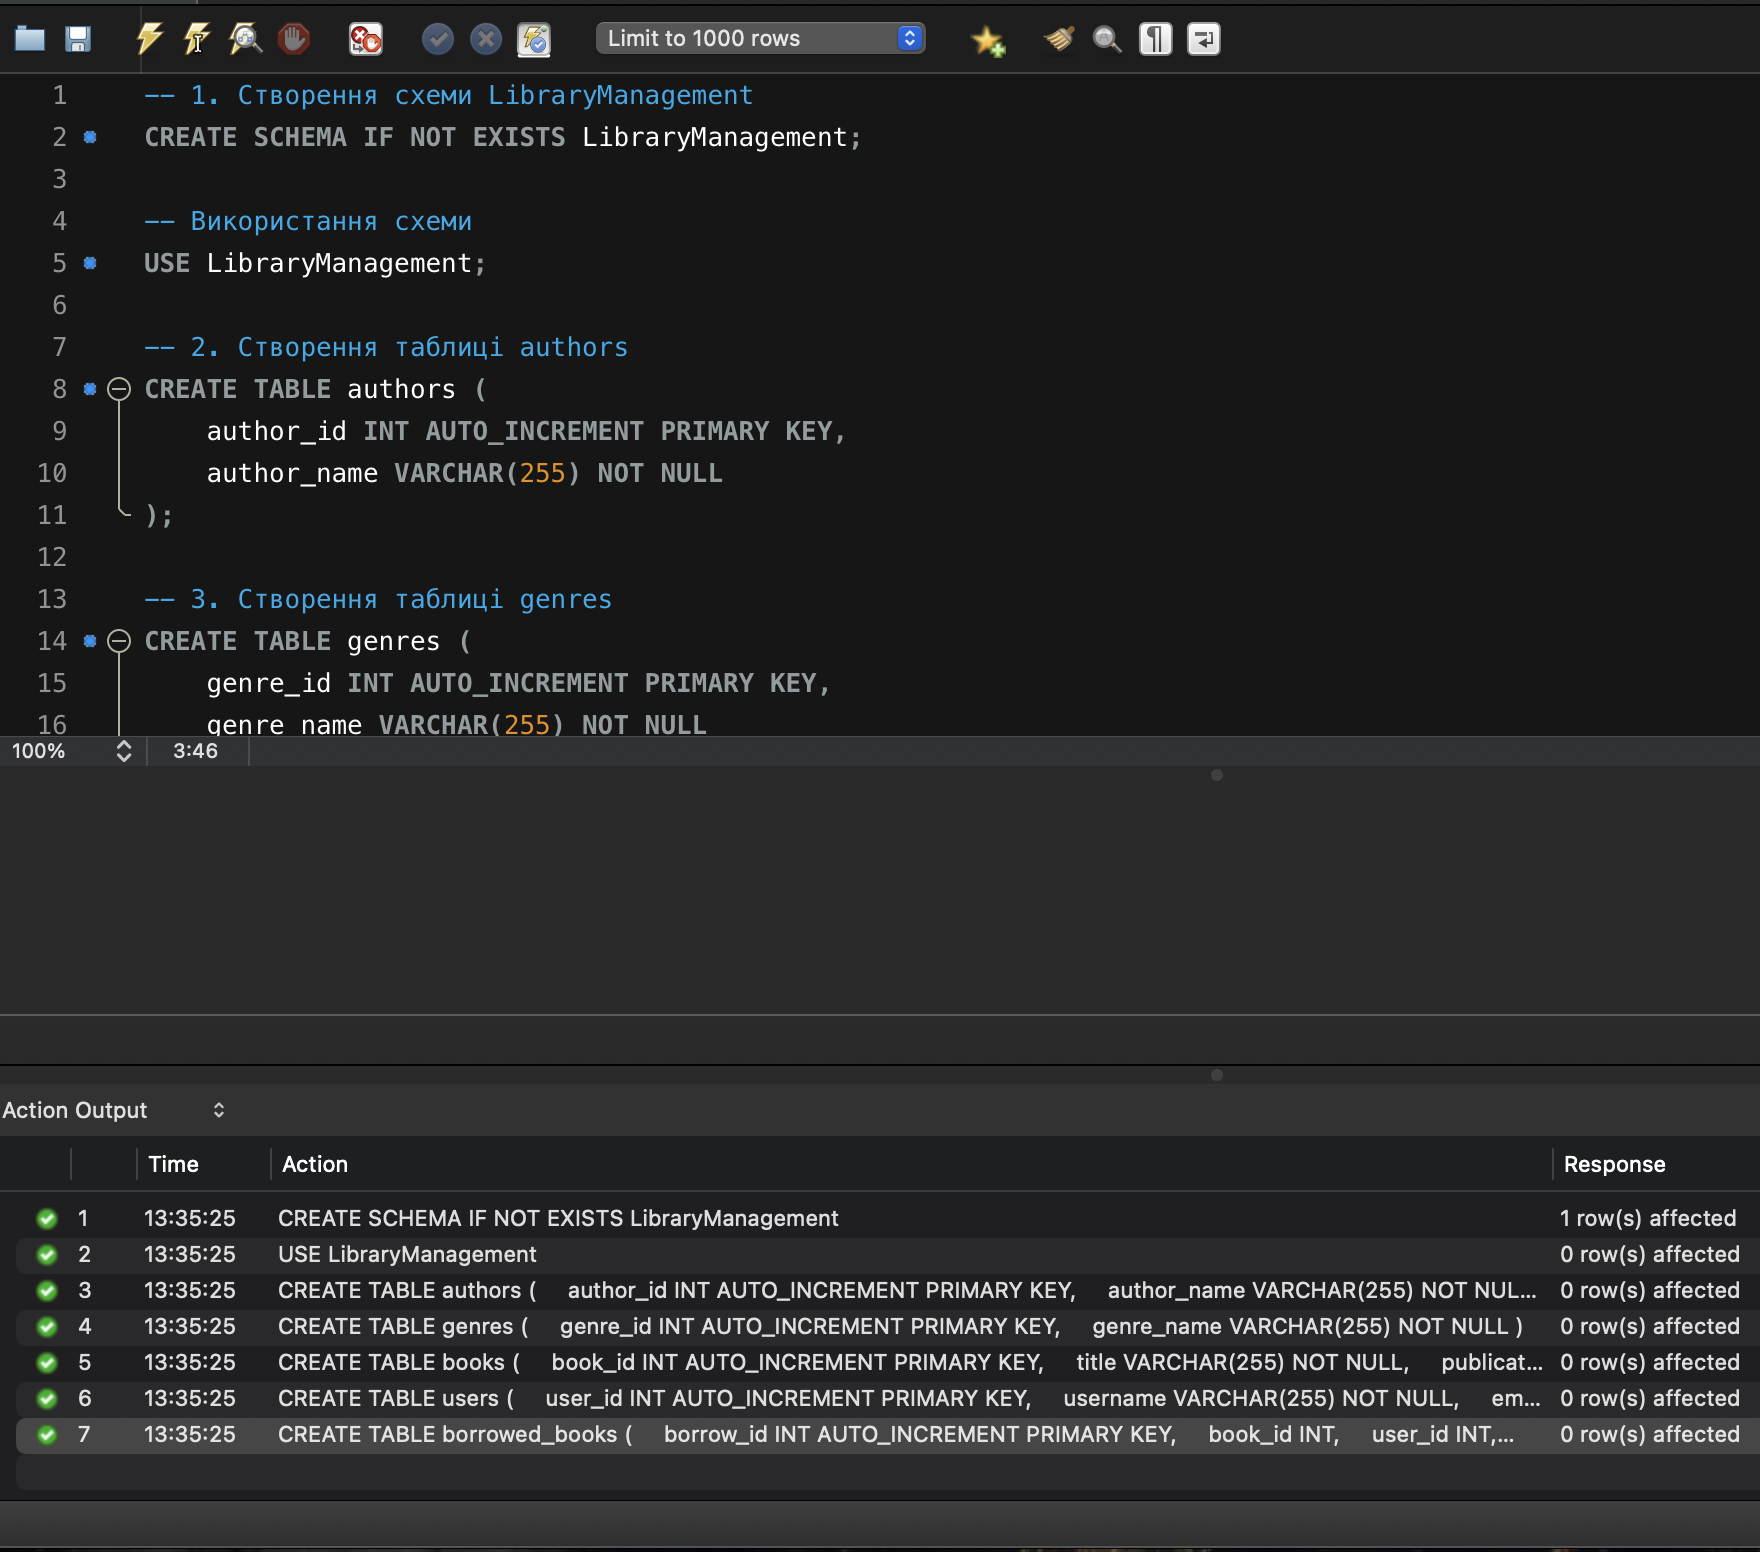 Limit to 1000 rows
1 -- 1. Створення схеми LibraryManagement
2 CREATE SCHEMA IF NOT EXISTS LibraryManagement;
3
4 -- Використання схеми
5 USE LibraryManagement;
6
7 -- 2. Створення таблиці authors
8 CREATE TABLE authors (
9 author_id INT AUTO_INCREMENT PRIMARY KEY,
10 author_name VARCHAR(255) NOT NULL
11 );
12
13 -- 3. Створення таблиці genres
14 CREATE TABLE genres (
15 genre_id INT AUTO_INCREMENT PRIMARY KEY,
16 genre_name VARCHAR(255) NOT NULL
100% 3:46
Action Output
Time Action Response
1 13:35:25 CREATE SCHEMA IF NOT EXISTS LibraryManagement 1 row(s) affected
2 13:35:25 USE LibraryManagement 0 row(s) affected
3 13:35:25 CREATE TABLE authors ( author_id INT AUTO_INCREMENT PRIMARY KEY, author_name VARCHAR(255) NOT NUL... 0 row(s) affected
4 13:35:25 CREATE TABLE genres ( genre_id INT AUTO_INCREMENT PRIMARY KEY, genre_name VARCHAR(255) NOT NULL ) 0 row(s) affected
5 13:35:25 CREATE TABLE books ( book_id INT AUTO_INCREMENT PRIMARY KEY, title VARCHAR(255) NOT NULL, publicat... 0 row(s) affected
6 13:35:25 CREATE TABLE users ( user_id INT AUTO_INCREMENT PRIMARY KEY, username VARCHAR(255) NOT NULL, em... 0 row(s) affected
7 13:35:25 CREATE TABLE borrowed_books ( borrow_id INT AUTO_INCREMENT PRIMARY KEY, book_id INT, user_id INT,... 0 row(s) affected